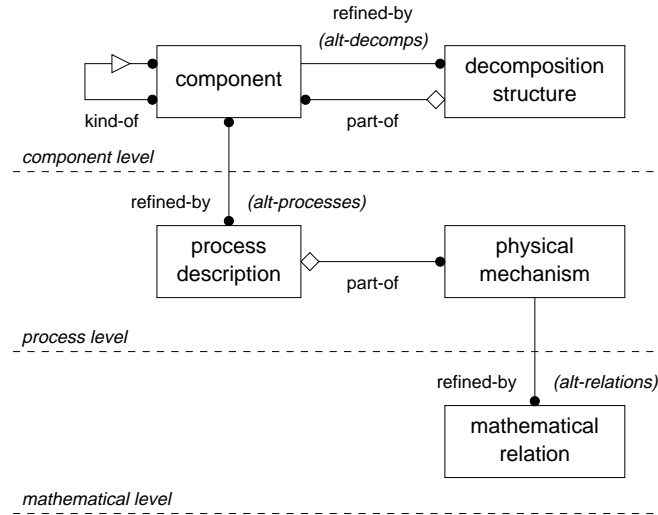 refined-by
(alt-decomps)
component
decomposition
structure
kind-of
part-of
component level
refined-by
(alt-processes)
process
description
physical
mechanism
part-of
process level
refined-by
(alt-relations)
mathematical
relation
mathematical level